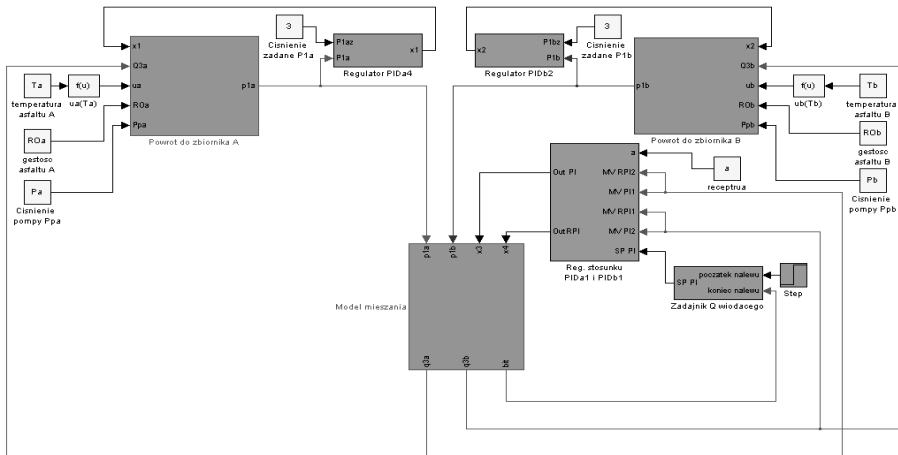 x1
Q3a
ua
ROa
Ppa
p1a
Powrot do zbiornika A
Ta
temperatura
asfaltu A
f(u)
ua(Ta)
ROa
gestosc
asfaltu A
Pa
Cisnienie
pompy Ppa
3
Cisnienie
zadane P1a
P1az
P1a
x1
Regulator PIDa4
x2
P1bz
P1b
Regulator PIDb2
3
Cisnienie
zadane P1b
x2
Q3b
ub
ROb
Ppb
p1b
Powrot do zbiornika B
f(u)
ub(Tb)
Tb
temperatura
asfaltu B
ROb
gestosc
asfaltu B
Pb
Cisnienie
pompy Ppb
a
receptrua
Out PI
Out RPI
a
MV RPI2
MV PI1
MV RPI1
MV PI2
SP PI
Reg. stosunku
PIDa1 i PIDb1
SP PI
poczatek nalewu
koniec nalewu
Zadajnik Q wiodacego
Step
p1a
p1b
x3
x4
Model mieszania
q3a
q3b
bit